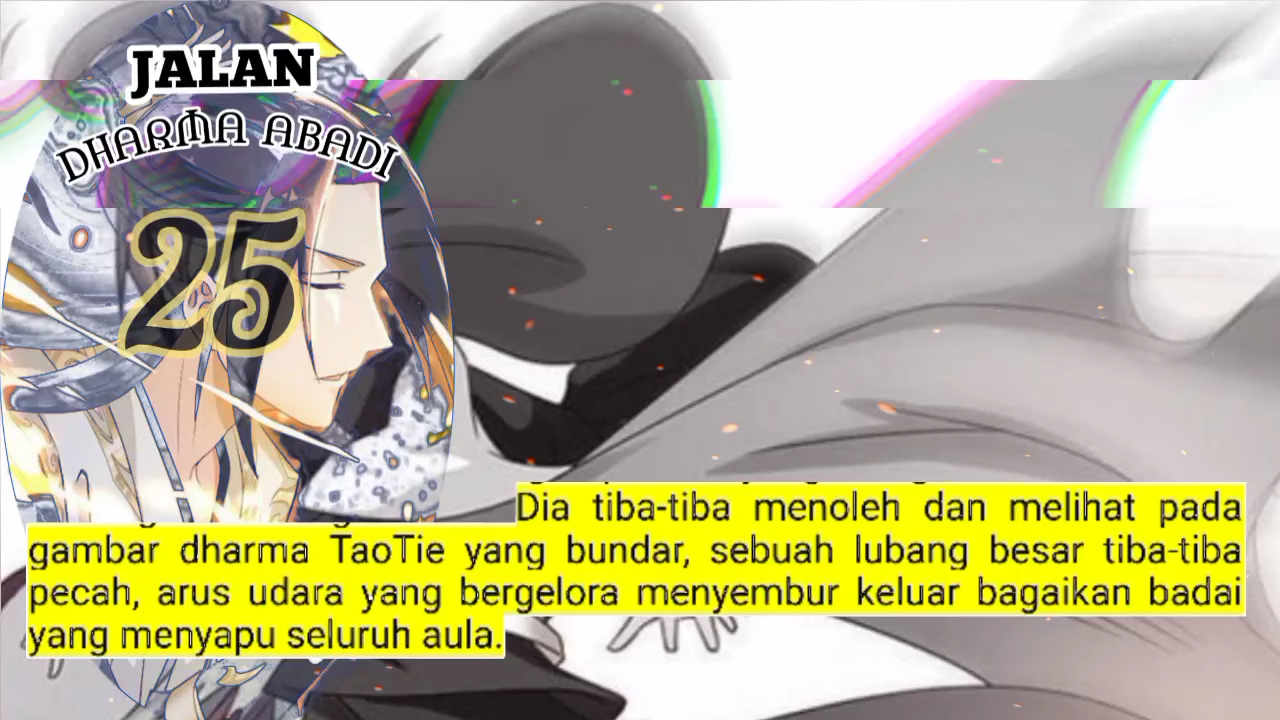 JALAN
DHARMA ABADI
25
Dia tiba-tiba menoleh dan melihat pada
gambar dharma TaoTie yang bundar, sebuah lubang besar tiba-tiba
pecah, arus udara yang bergelora menyembur keluar bagaikan badai
yang menyapu seluruh aula.